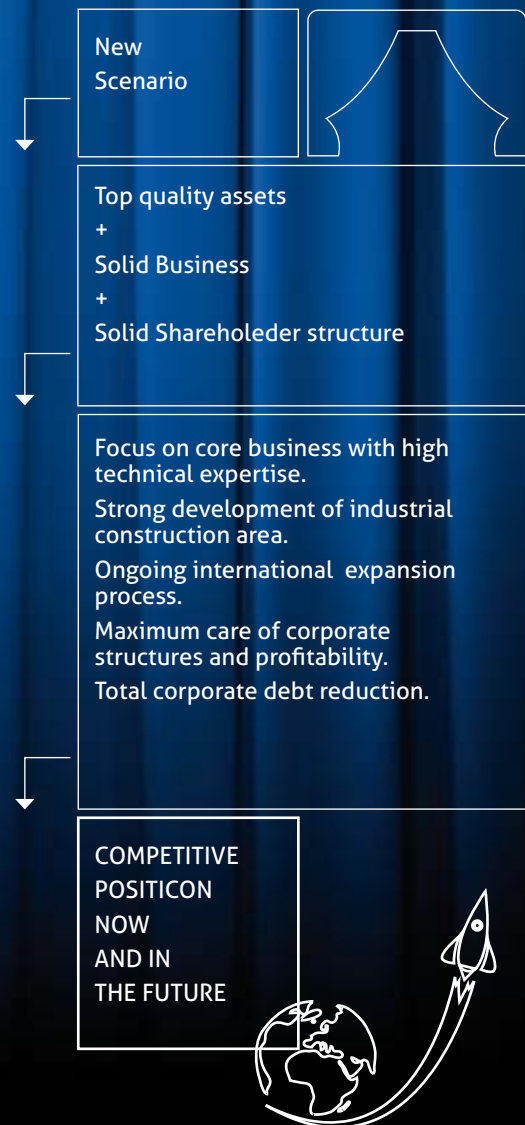 New
Scenario
Top quality assets
+
Solid Business
+
Solid Shareholeder structure
Focus on core business with high
technical expertise.
Strong development of industrial
construction area.
Ongoing international expansion
process.
Maximum care of corporate
structures and profitability.
Total corporate debt reduction.
COMPETITIVE
POSITICON
NOW
AND IN
THE FUTURE